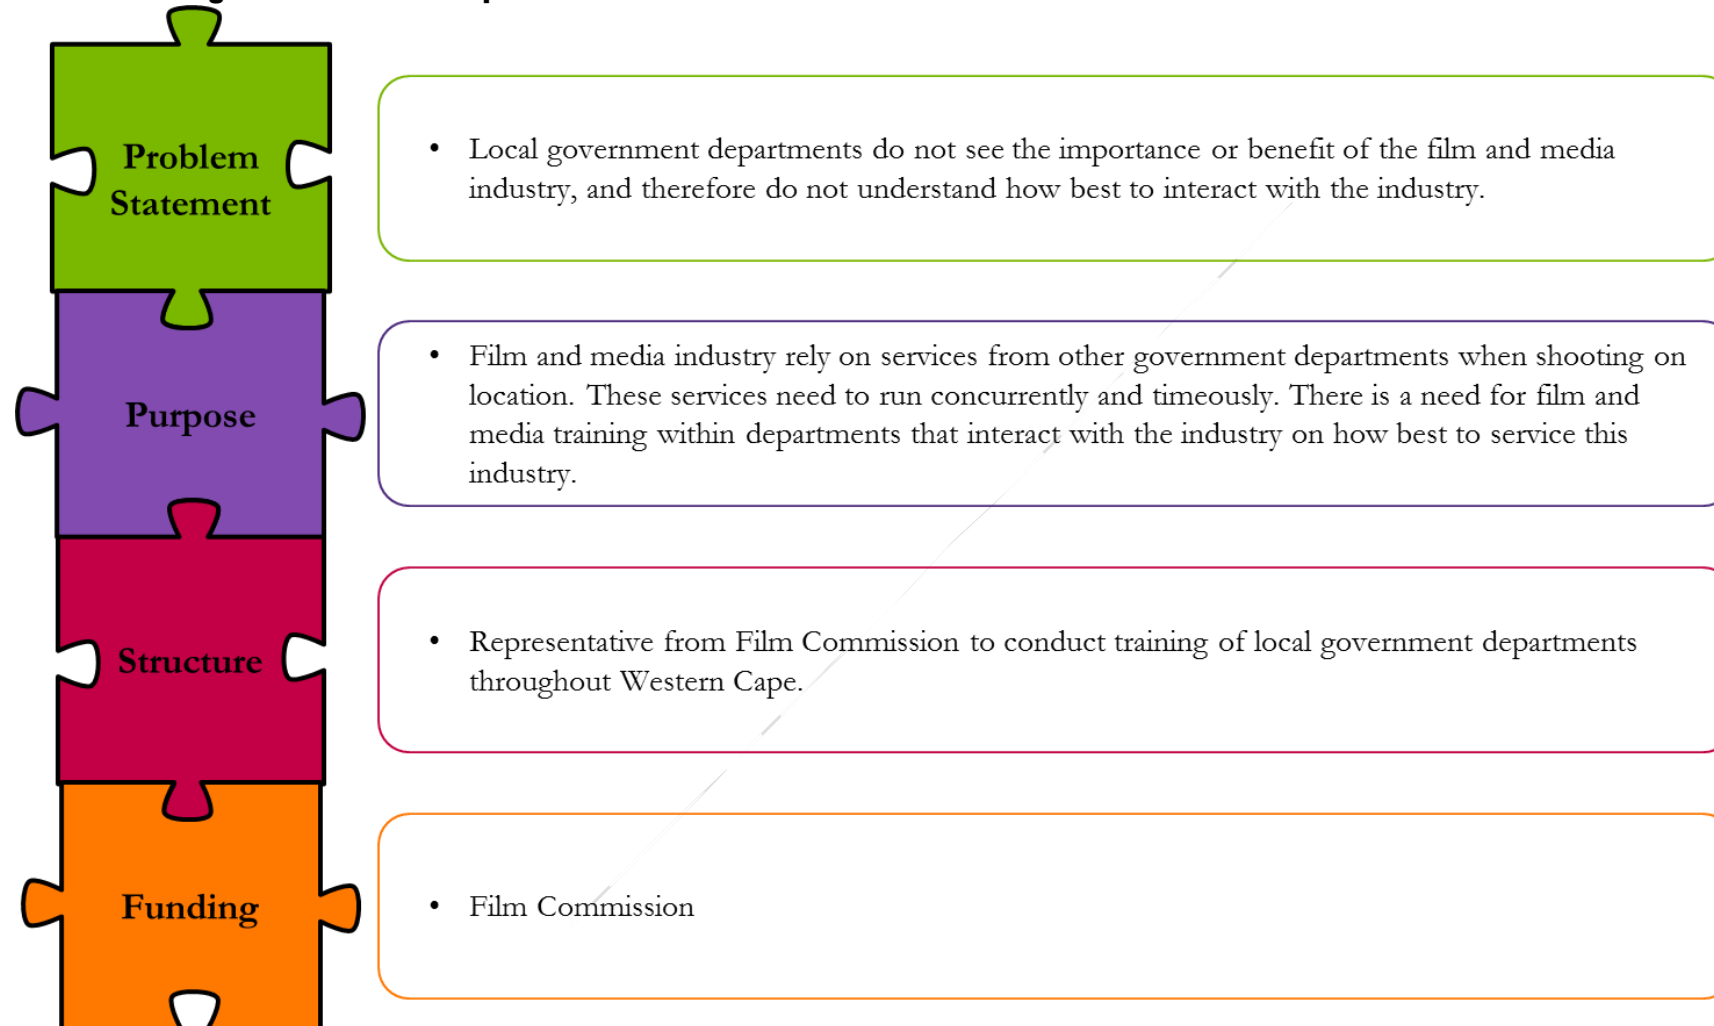 Problem
Statement
• Local government departments do not see the importance or benefit of the film and media
industry, and therefore do not understand how best to interact with the industry.
Purpose
• Film and media industry rely on services from other government departments when shooting on
location. These services need to run concurrently and timeously. There is a need for film and
media training within departments that interact with the industry on how best to service this
industry.
Structure
• Representative from Film Commission to conduct training of local government departments
throughout Western Cape.
Funding
• Film Commission